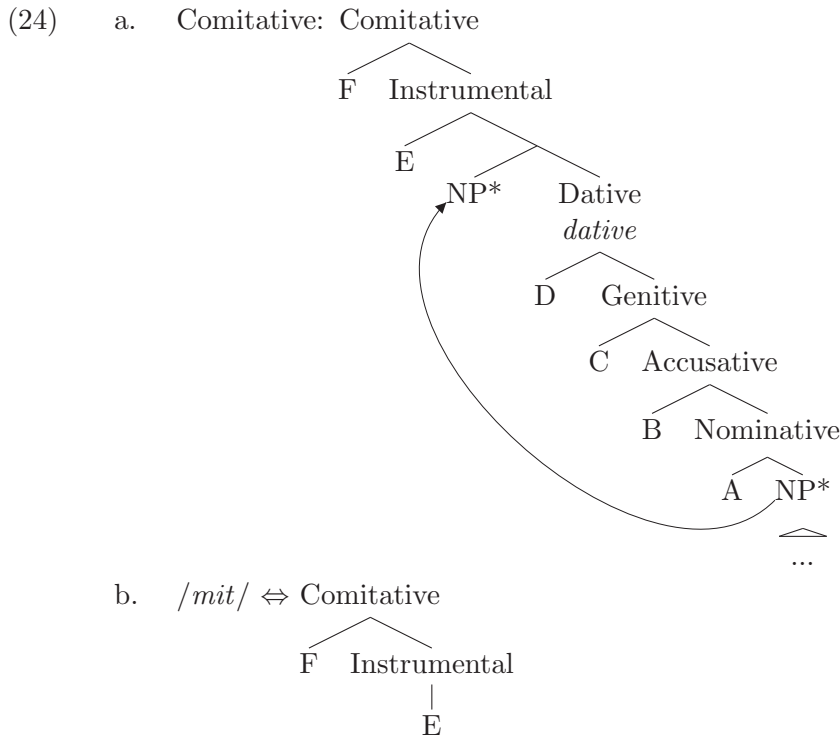 (24) a. Comitative: Comitative
F Instrumental
E
NP* Dative
dative
D Genitive
C Accusative
B Nominative
A NP*
...
b. /mit/ ⇔ Comitative
F Instrumental
E